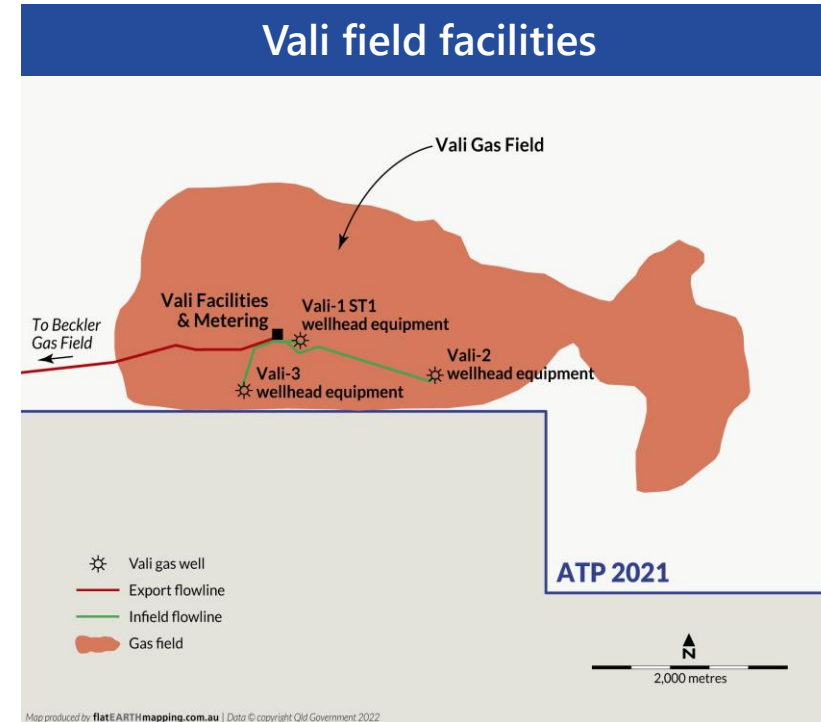 Vali field facilities
Vali Gas Field
Vali Facilities
& Metering
Vali-1 ST1
wellhead equipment
To Beckler
Gas Field
Vali-2
wellhead equipment
Vali-3
wellhead equipment
ATP 2021
Vali gas well
Export flowline
Infield flowline
Gas field
N
2,000 metres
Map produced by flatEARTHmapping.com.au | Data © copyright Qld Government 2022